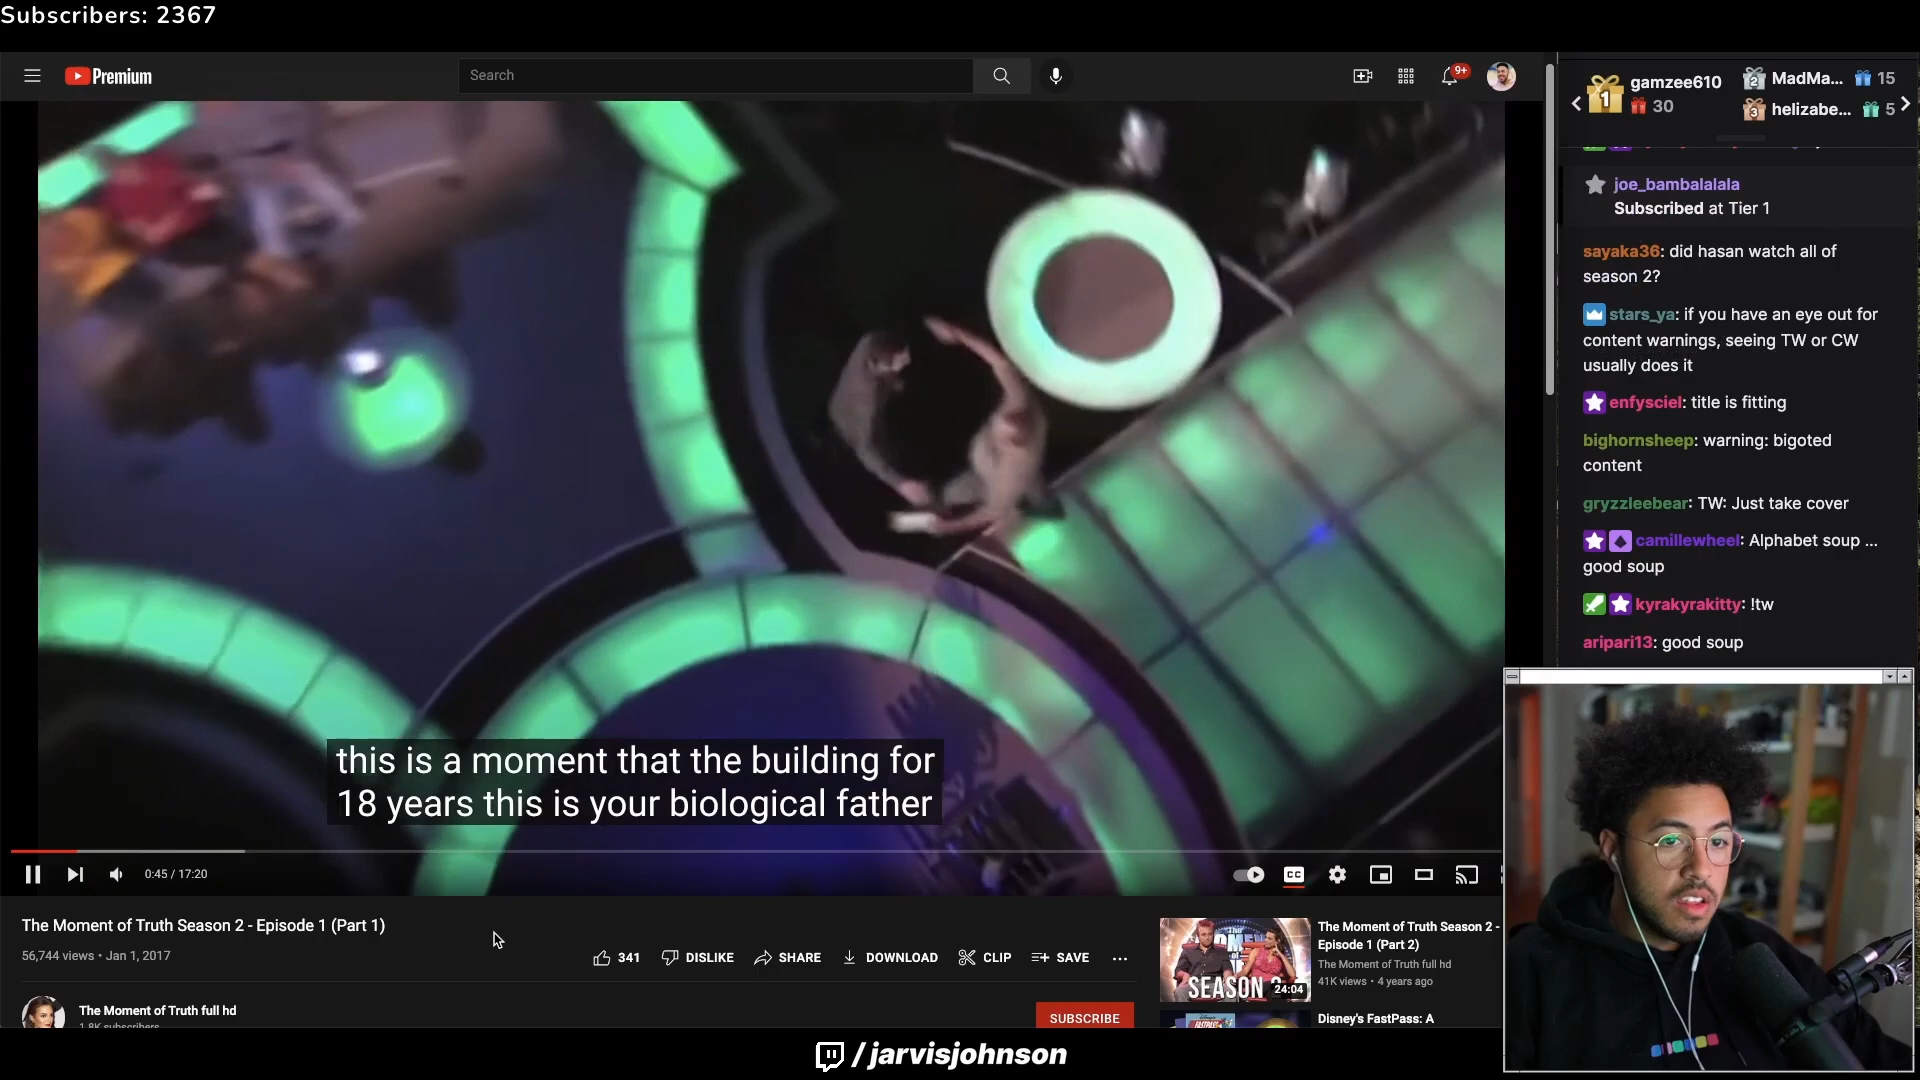 Subscribers: 2367
Premium
Search
9+
gamzee610
30
MadMa...
15
helizabe...
5
1
2
3
joe_bambalalala
Subscribed at Tier 1
sayaka36: did hasan watch all of
season 2?
stars_ya: if you have an eye out for
content warnings, seeing TW or CW
usually does it
enfysciel: title is fitting
bighornsheep: warning: bigoted
content
gryzzleebear: TW: Just take cover
camillewheel: Alphabet soup ...
good soup
kyrakyrakitty: !tw
aripari13: good soup
this is a moment that the building for
18 years this is your biological father
0:45 / 17:20
CC
The Moment of Truth Season 2 - Episode 1 (Part 1)
56,744 views • Jan 1, 2017
341
DISLIKE
SHARE
DOWNLOAD
CLIP
SAVE
The Moment of Truth full hd
1.8K subscribers
SUBSCRIBE
SEASON
24:04
The Moment of Truth Season 2 -
Episode 1 (Part 2)
The Moment of Truth full hd
41K views • 4 years ago
Disney's FastPass: A
/jarvisjohnson